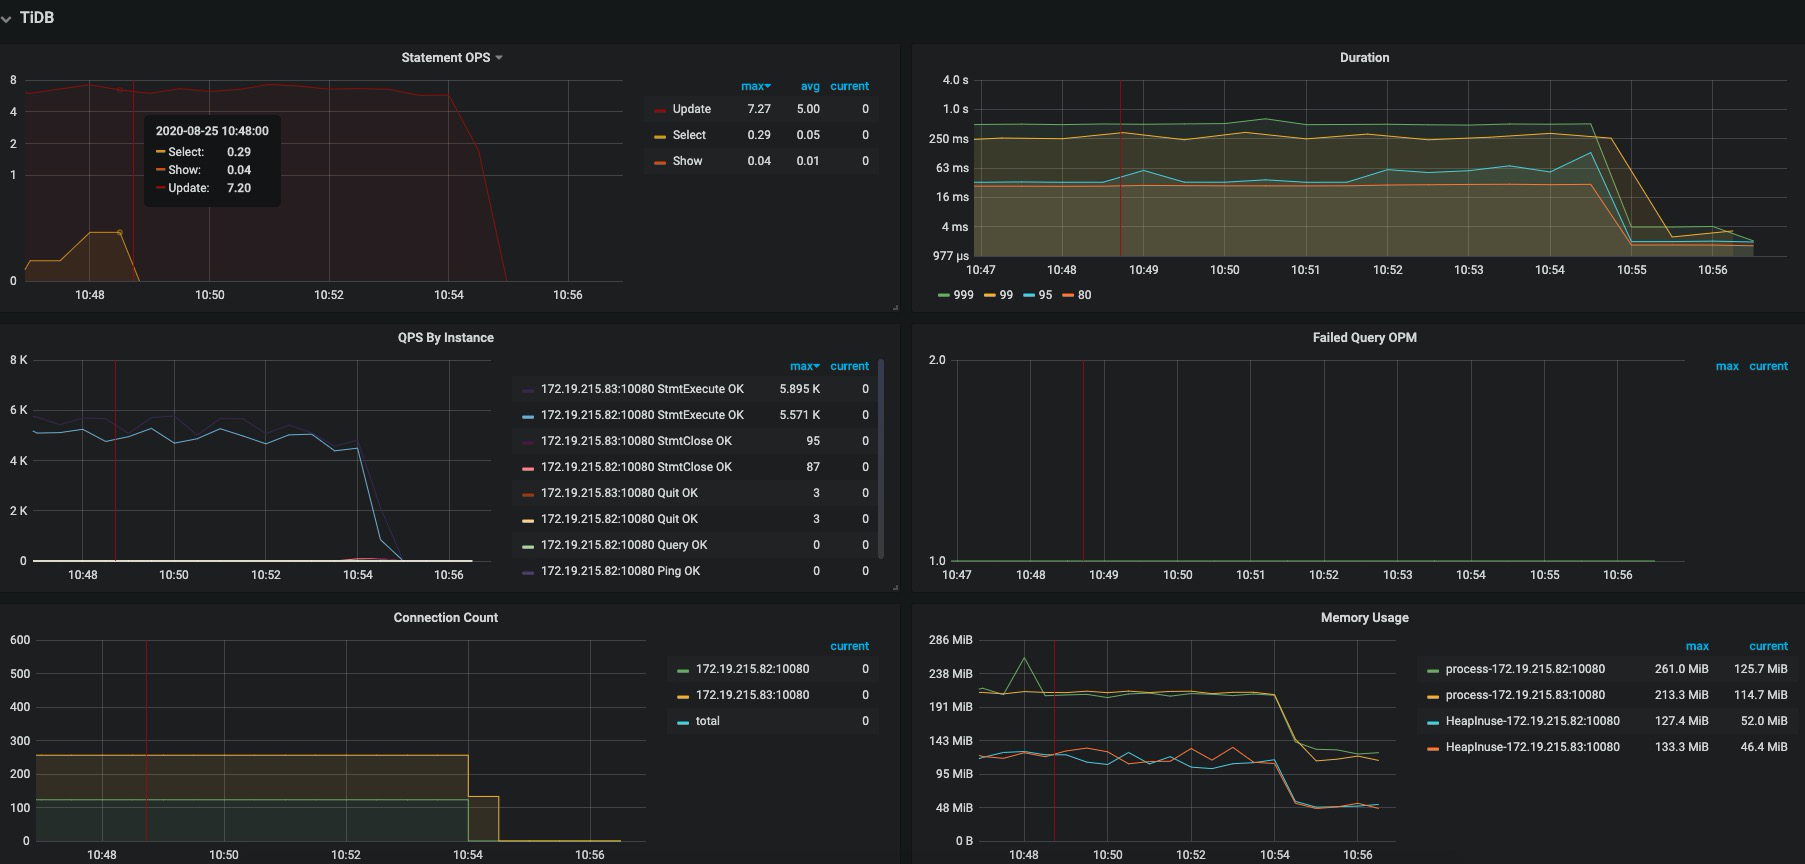 TiDB
Statement OPS
8
4
2
1
0
10:48 10:50 10:52 10:54 10:56
2020-08-25 10:48:00
Select: 0.29
Show: 0.04
Update: 7.20
max avg current
Update 7.27 5.00 0
Select 0.29 0.05 0
Show 0.04 0.01 0
Duration
4.0 s
1.0 s
250 ms
63 ms
16 ms
4 ms
977 µs
10:47 10:48 10:49 10:50 10:51 10:52 10:53 10:54 10:55 10:56
999 99 95 80
QPS By Instance
8 K
6 K
4 K
2 K
0
10:48 10:50 10:52 10:54 10:56
max current
172.19.215.83:10080 StmtExecute OK 5.895 K 0
172.19.215.82:10080 StmtExecute OK 5.571 K 0
172.19.215.83:10080 StmtClose OK 95 0
172.19.215.82:10080 StmtClose OK 87 0
172.19.215.83:10080 Quit OK 3 0
172.19.215.82:10080 Quit OK 3 0
172.19.215.82:10080 Query OK 0 0
172.19.215.82:10080 Ping OK 0 0
Failed Query OPM
2.0
1.0
10:47 10:48 10:49 10:50 10:51 10:52 10:53 10:54 10:55 10:56
max current
Connection Count
600
500
400
300
200
100
0
10:48 10:50 10:52 10:54 10:56
current
172.19.215.82:10080 0
172.19.215.83:10080 0
total 0
Memory Usage
286 MiB
238 MiB
191 MiB
143 MiB
95 MiB
48 MiB
0 B
10:48 10:50 10:52 10:54 10:56
max current
process-172.19.215.82:10080 261.0 MiB 125.7 MiB
process-172.19.215.83:10080 213.3 MiB 114.7 MiB
HeapInuse-172.19.215.82:10080 127.4 MiB 52.0 MiB
HeapInuse-172.19.215.83:10080 133.3 MiB 46.4 MiB